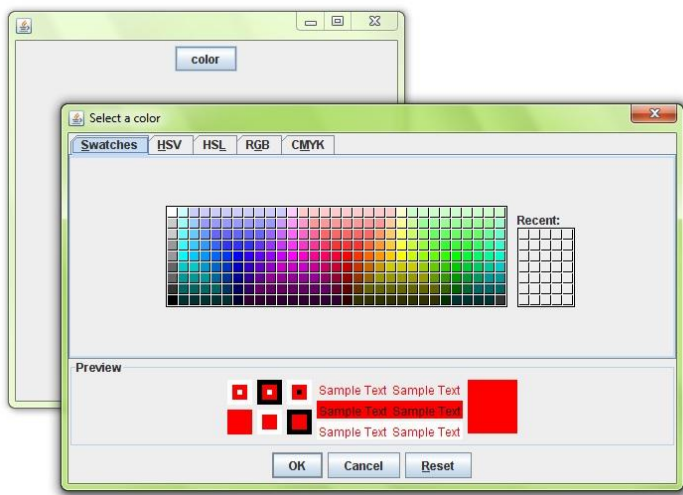 color
Select a color
Swatches HSV HSL RGB CMYK
Recent:
Preview
Sample Text Sample Text
Sample Text Sample Text
Sample Text Sample Text
OK Cancel Reset